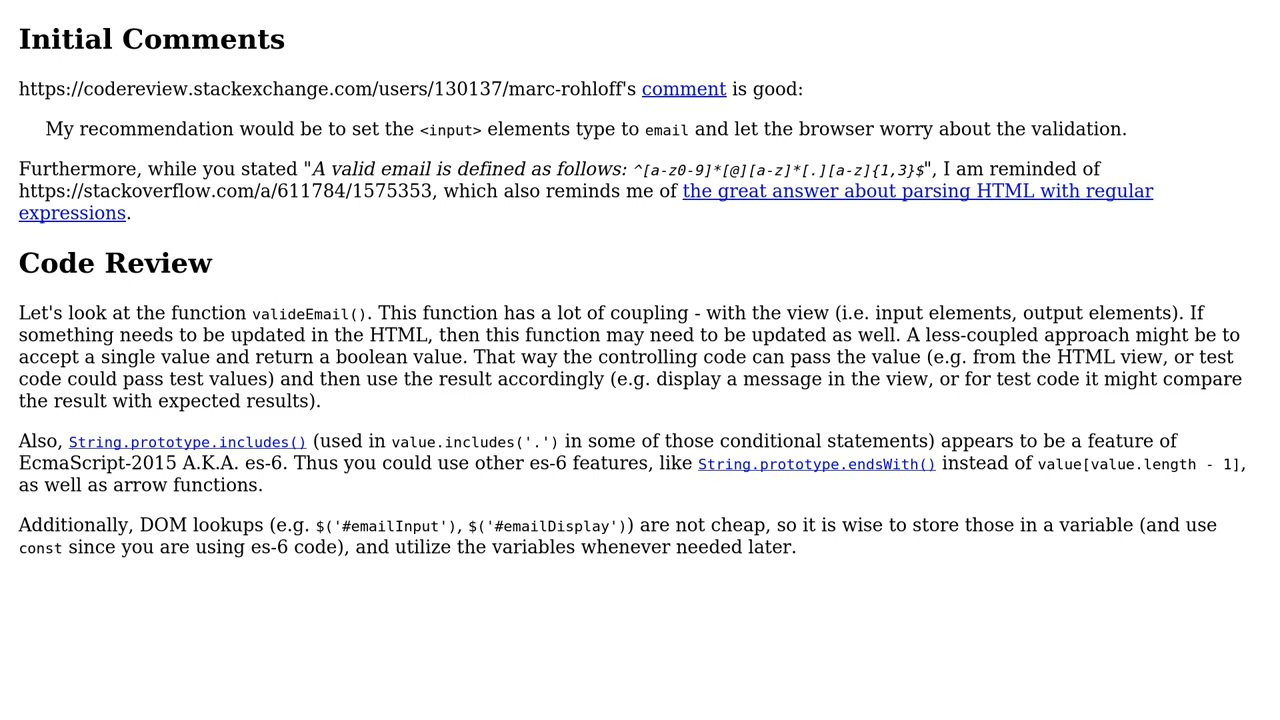 Initial Comments
https://codereview.stackexchange.com/users/130137/marc-rohloff's comment is good:
My recommendation would be to set the <input> elements type to email and let the browser worry about the validation.
Furthermore, while you stated "A valid email is defined as follows: ^[a-z0-9]*[@][a-z]*[.][a-z]{1,3}$", I am reminded of
https://stackoverflow.com/a/611784/1575353, which also reminds me of the great answer about parsing HTML with regular
expressions.
Code Review
Let's look at the function valideEmail(). This function has a lot of coupling - with the view (i.e. input elements, output elements). If
something needs to be updated in the HTML, then this function may need to be updated as well. A less-coupled approach might be to
accept a single value and return a boolean value. That way the controlling code can pass the value (e.g. from the HTML view, or test
code could pass test values) and then use the result accordingly (e.g. display a message in the view, or for test code it might compare
the result with expected results).
Also, String.prototype.includes() (used in value.includes('.') in some of those conditional statements) appears to be a feature of
EcmaScript-2015 A.K.A. es-6. Thus you could use other es-6 features, like String.prototype.endsWith() instead of value[value.length - 1],
as well as arrow functions.
Additionally, DOM lookups (e.g. $('#emailInput'), $('#emailDisplay')) are not cheap, so it is wise to store those in a variable (and use
const since you are using es-6 code), and utilize the variables whenever needed later.